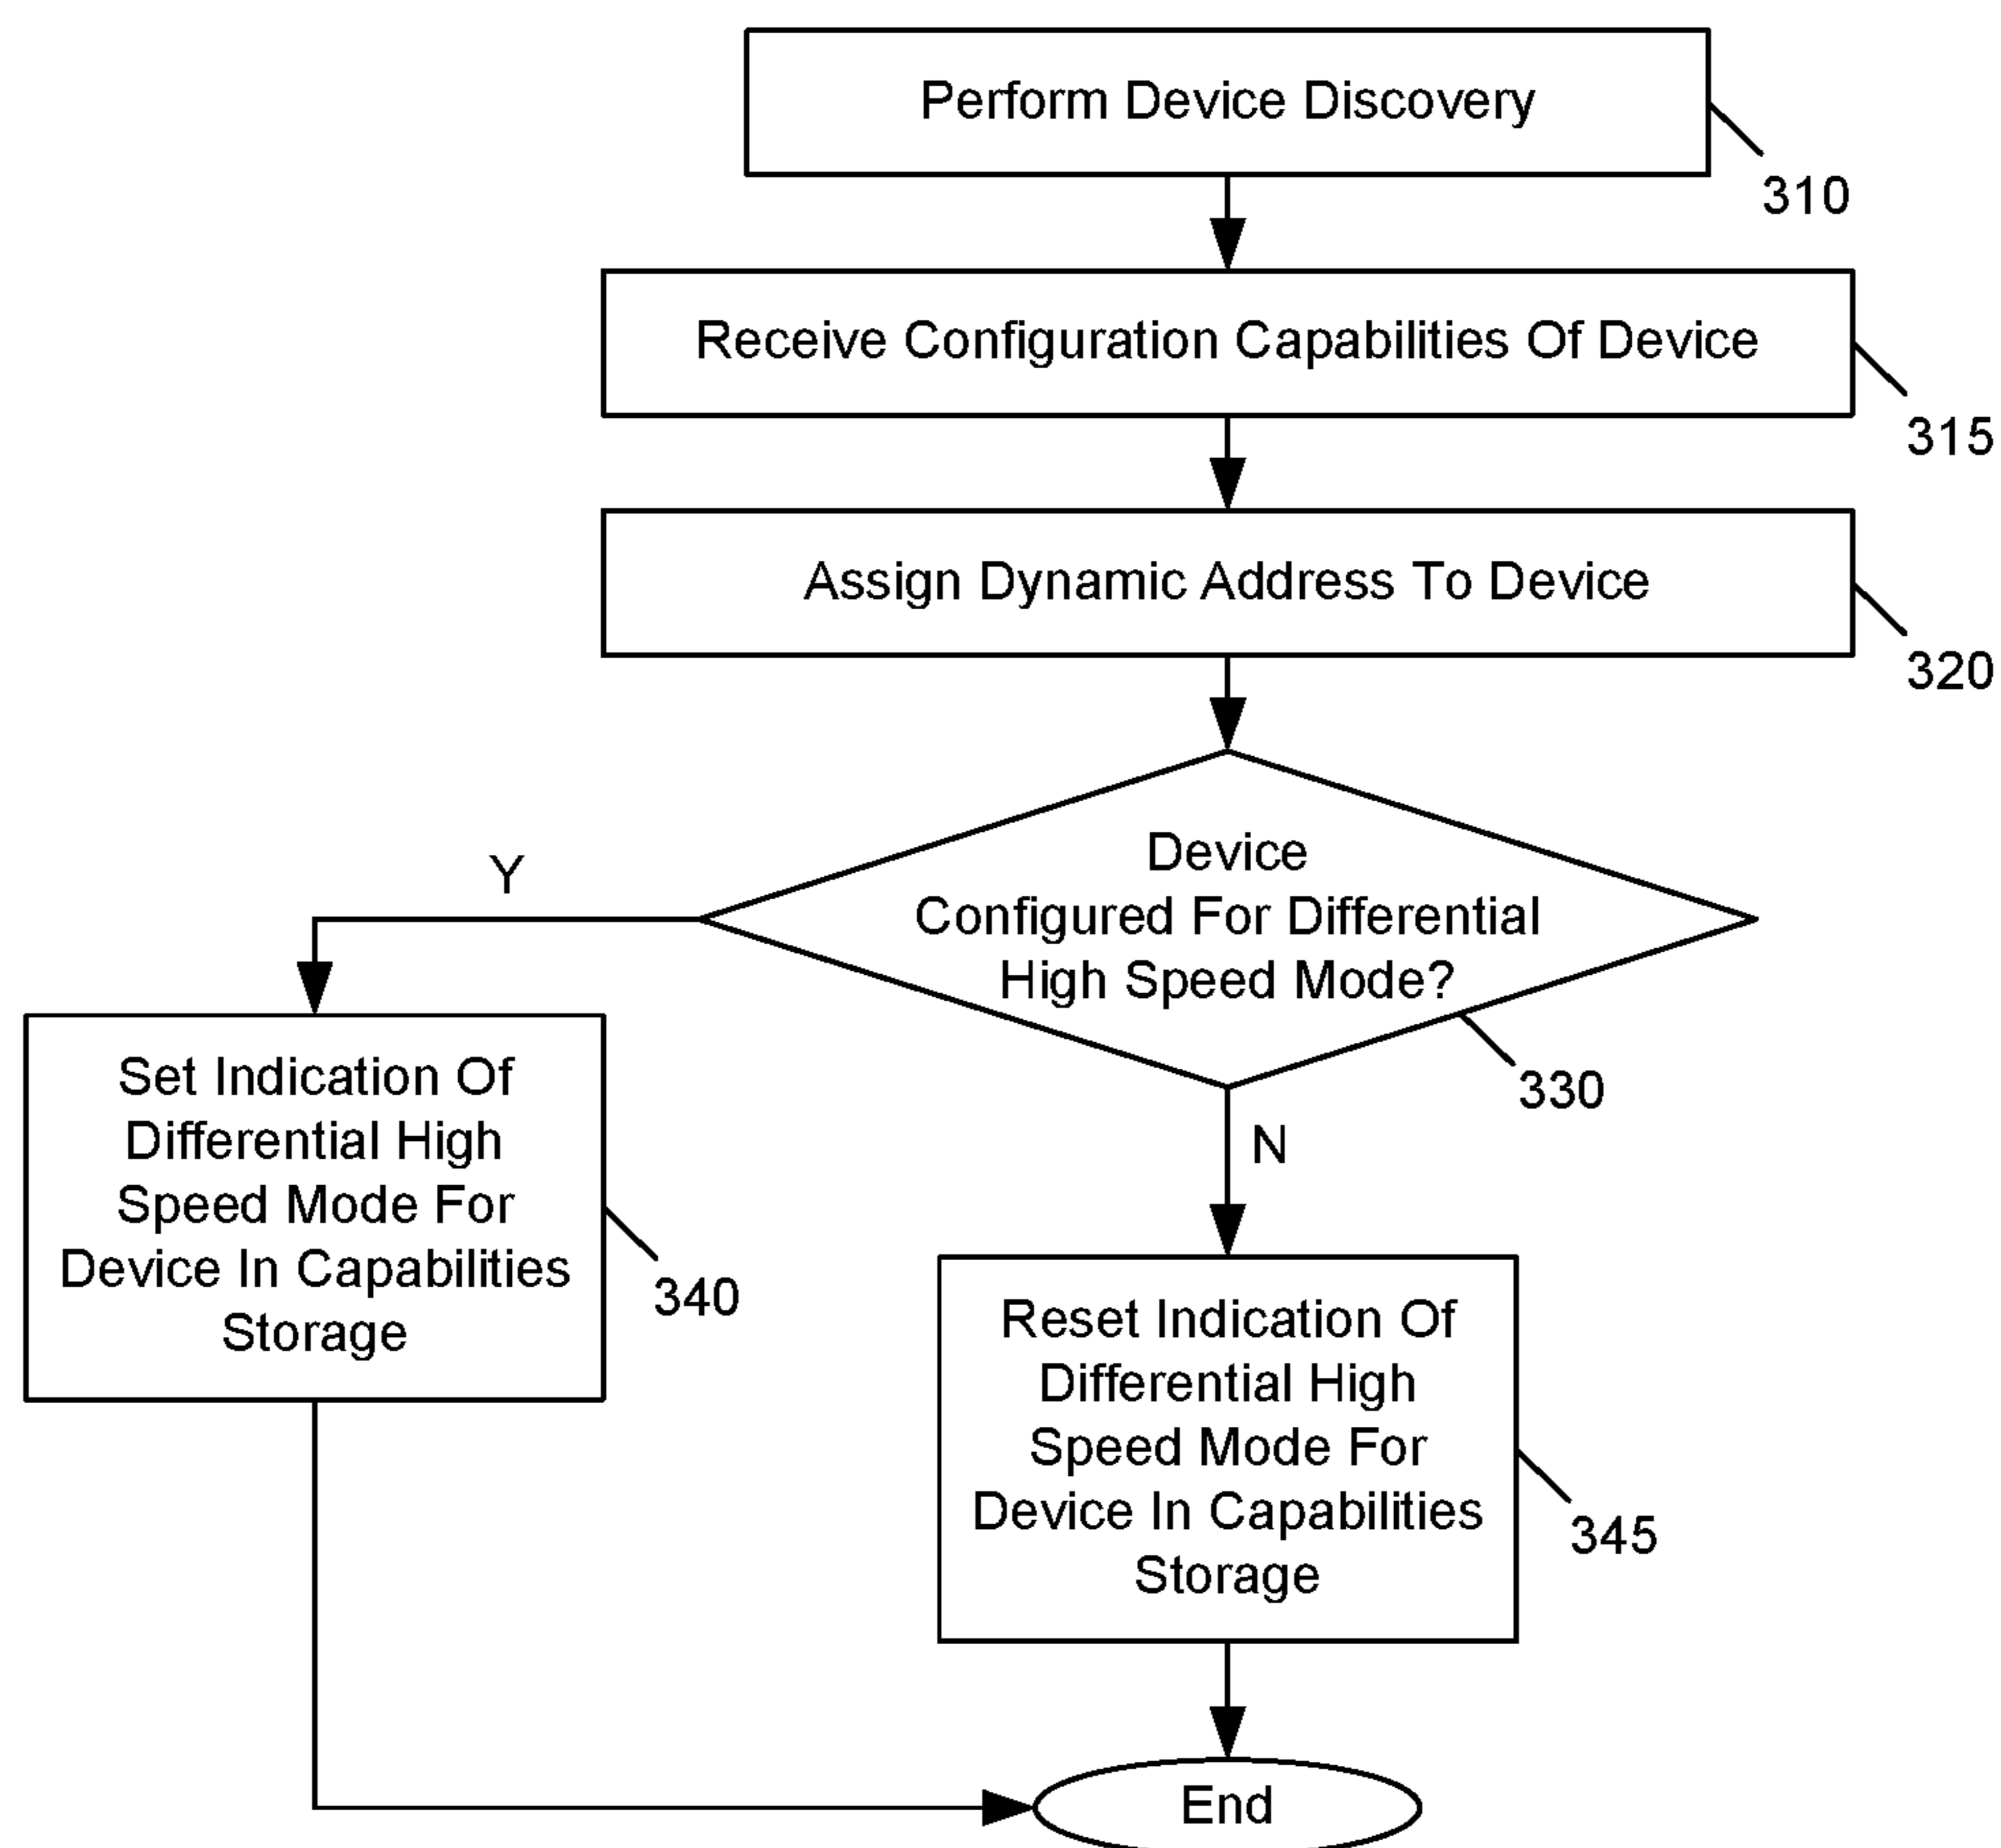 Perform Device Discovery
310
Receive Configuration Capabilities Of Device
315
Assign Dynamic Address To Device
320
Device
Configured For Differential
High Speed Mode?
330
Y
N
Set Indication Of
Differential High
Speed Mode For
Device In Capabilities
Storage
340
Reset Indication Of
Differential High
Speed Mode For
Device In Capabilities
Storage
345
End